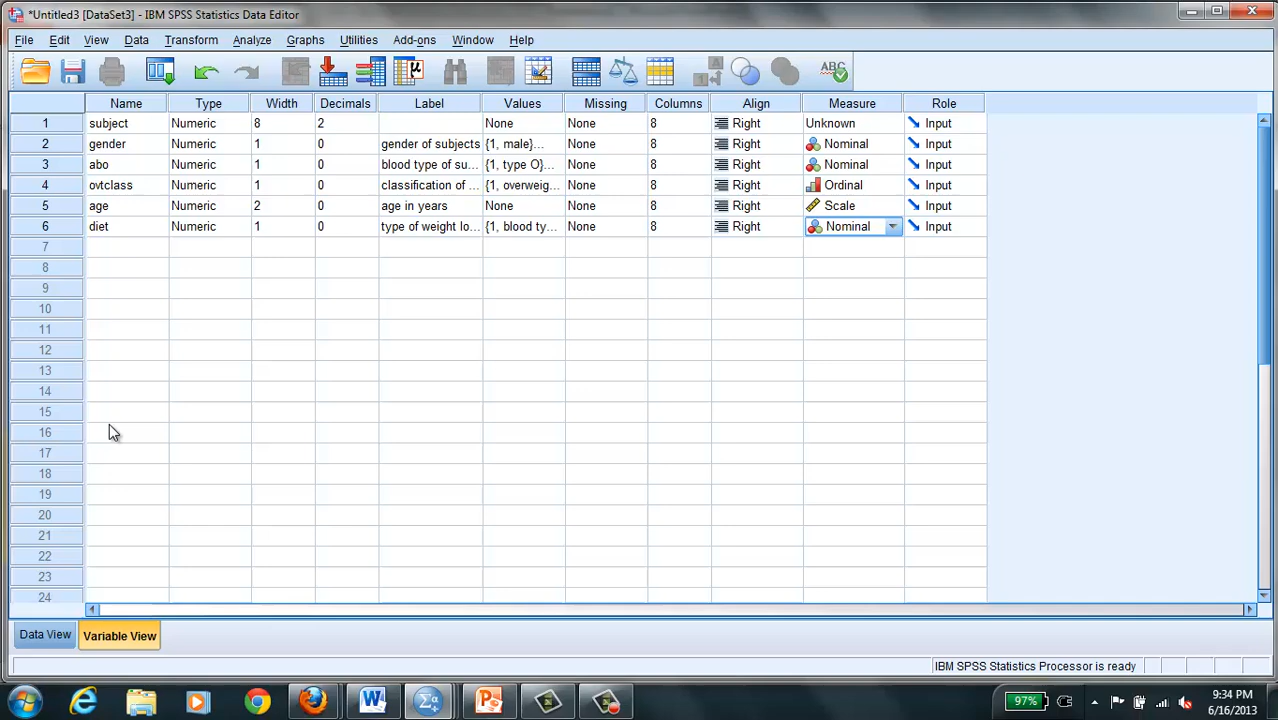 *Untitled3 [DataSet3] - IBM SPSS Statistics Data Editor
File Edit View Data Transform Analyze Graphs Utilities Add-ons Window Help
Name Type Width Decimals Label Values Missing Columns Align Measure Role
1 subject Numeric 8 2 None None 8 Right Unknown Input
2 gender Numeric 1 0 gender of subjects {1, male}... None 8 Right Nominal Input
3 abo Numeric 1 0 blood type of su... {1, type O}... None 8 Right Nominal Input
4 ovtclass Numeric 1 0 classification of ... {1, overweig... None 8 Right Ordinal Input
5 age Numeric 2 0 age in years None None 8 Right Scale Input
6 diet Numeric 1 0 type of weight lo... {1, blood ty... None 8 Right Nominal Input
7
8
9
10
11
12
13
14
15
16
17
18
19
20
21
22
23
24
Data View Variable View
IBM SPSS Statistics Processor is ready
97% 9:34 PM
6/16/2013